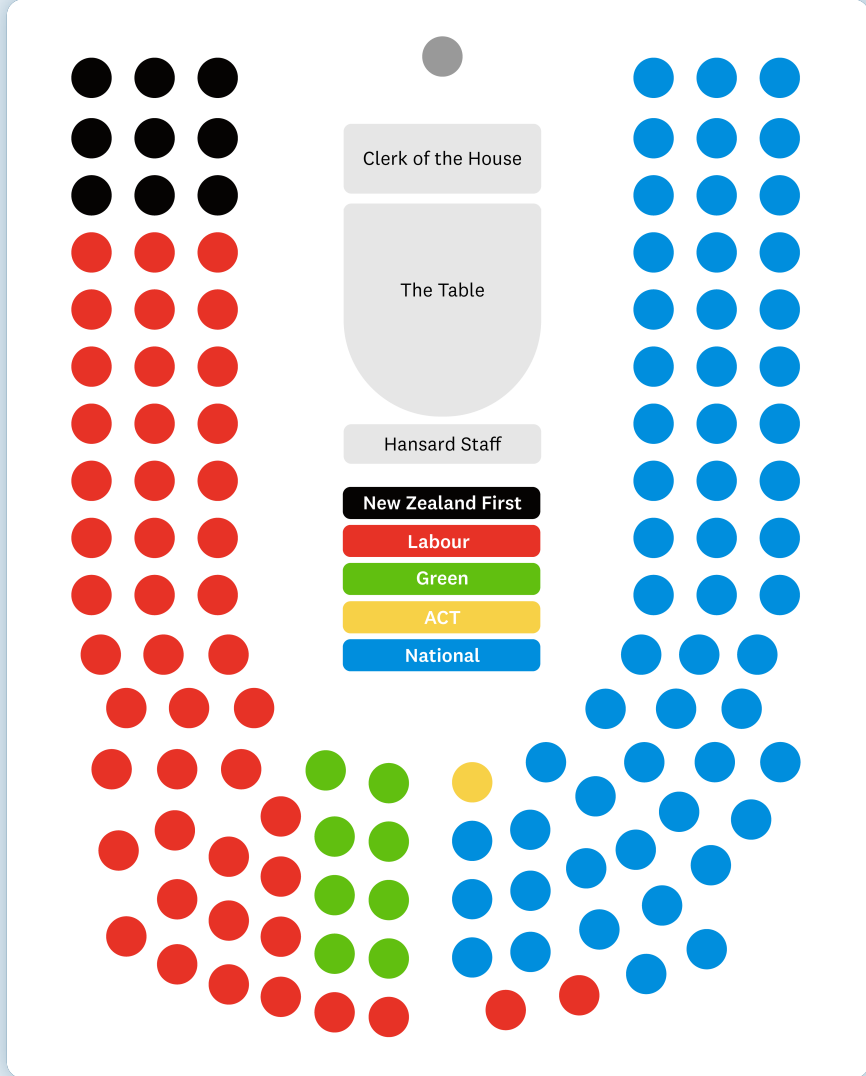 Clerk of the House
The Table
Hansard Staff
New Zealand First
Labour
Green
ACT
National